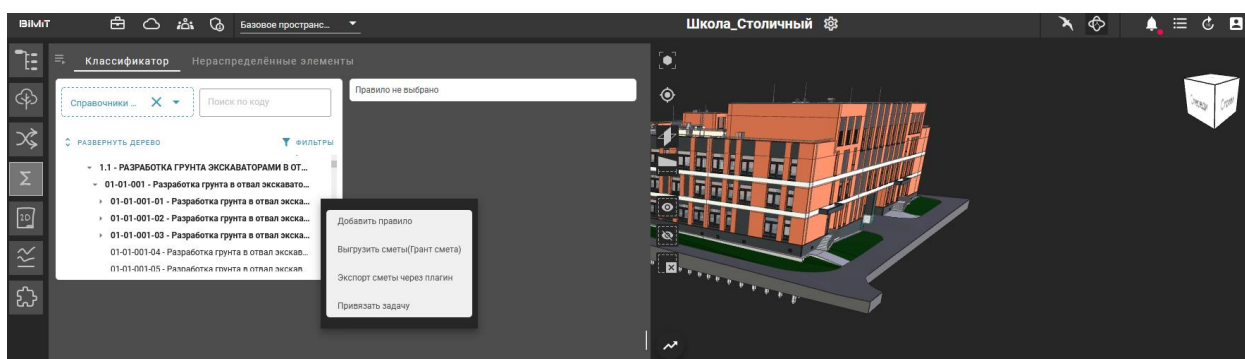 BIMIT
Базовое пространс...
Школа_Столичный
Классификатор
Нераспределённые элементы
Справочники ...
Поиск по коду
Правило не выбрано
РАЗВЕРНУТЬ ДЕРЕВО
ФИЛЬТРЫ
1.1 - РАЗРАБОТКА ГРУНТА ЭКСКАВАТОРАМИ В ОТ...
01-01-001 - Разработка грунта в отвал экскавато...
01-01-001-01 - Разработка грунта в отвал экска...
01-01-001-02 - Разработка грунта в отвал экска...
01-01-001-03 - Разработка грунта в отвал экска...
01-01-001-04 - Разработка грунта в отвал экскав...
01-01-001-05 - Разработка грунта в отвал экскав
Добавить правило
Выгрузить сметы(Грант смета)
Экспорт сметы через плагин
Привязать задачу
2D